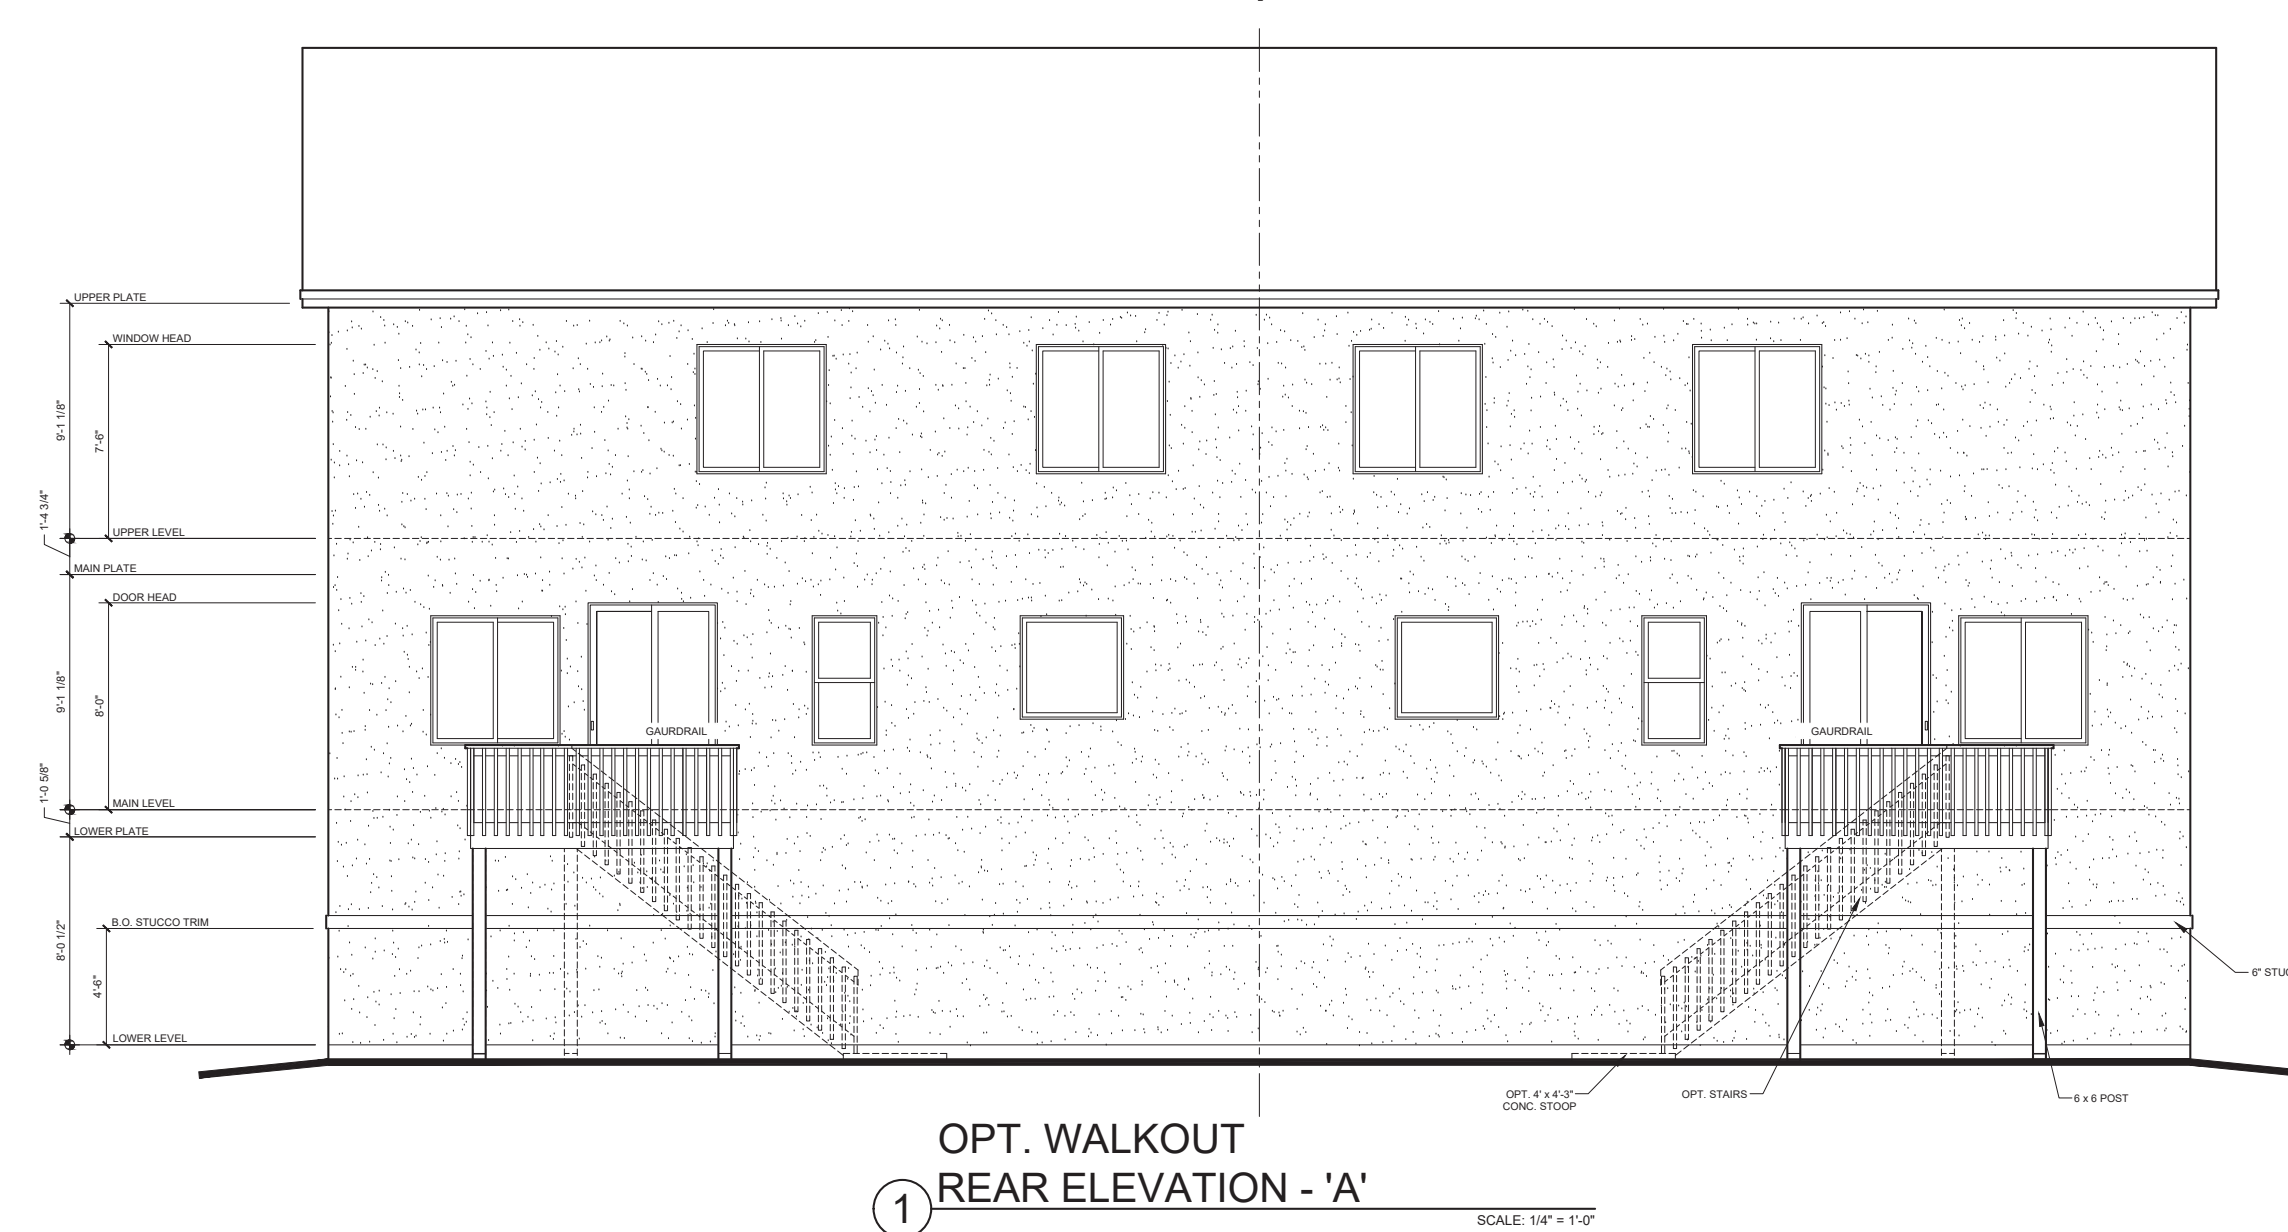 UPPER PLATE
WINDOW HEAD
9'-1 1/8"
7'-6"
1'-4 3/4"
UPPER LEVEL
MAIN PLATE
DOOR HEAD
9'-1 1/8"
8'-0"
GAURDRAIL
GAURDRAIL
1'-0 5/8"
MAIN LEVEL
LOWER PLATE
B.O. STUCCO TRIM
8'-0 1/2"
4'-6"
6" STUC
LOWER LEVEL
OPT. 4' x 4'-3"
CONC. STOOP
OPT. STAIRS
6 x 6 POST
OPT. WALKOUT
REAR ELEVATION - 'A'
1
SCALE: 1/4" = 1'-0"